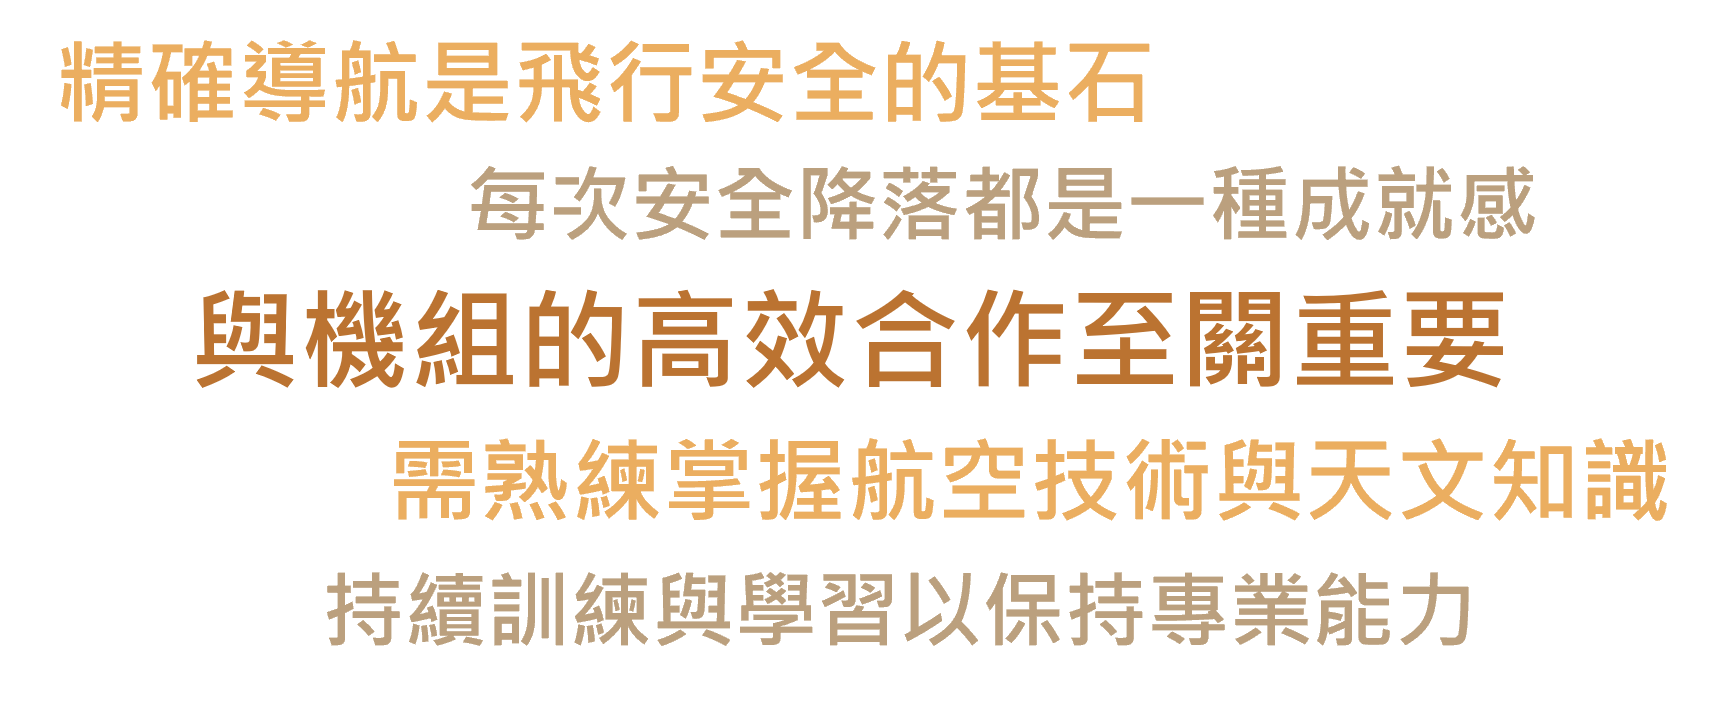 精確導航是飛行安全的基石
每次安全降落都是一種成就感
與機組的高效合作至關重要
需熟練掌握航空技術與天文知識
持續訓練與學習以保持專業能力